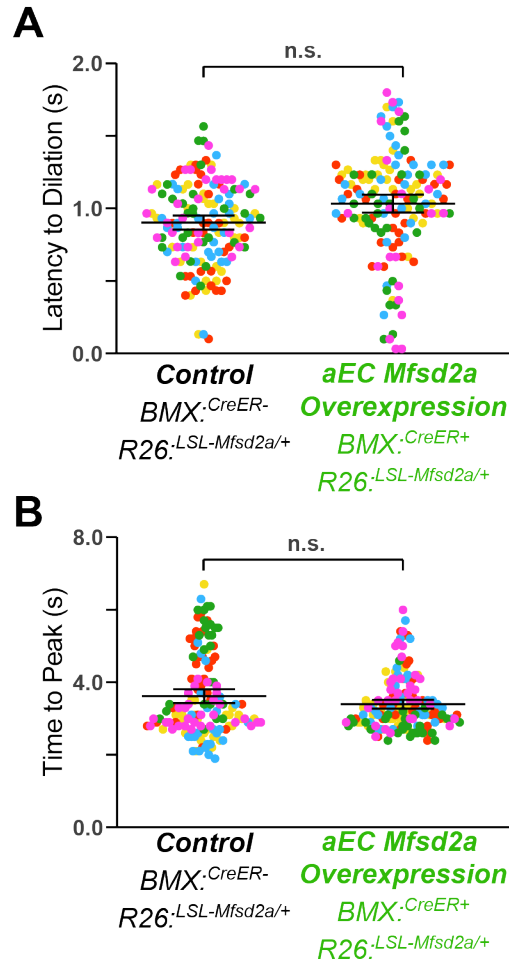 A
n.s.
Latency to Dilation (s)
2.0
1.0
0.0
Control
BMX:CreER-
R26:LSL-Mfsd2a/+
aEC Mfsd2a
Overexpression
BMX:CreER+
R26:LSL-Mfsd2a/+
B
n.s.
Time to Peak (s)
8.0
4.0
0.0
Control
BMX:CreER-
R26:LSL-Mfsd2a/+
aEC Mfsd2a
Overexpression
BMX:CreER+
R26:LSL-Mfsd2a/+